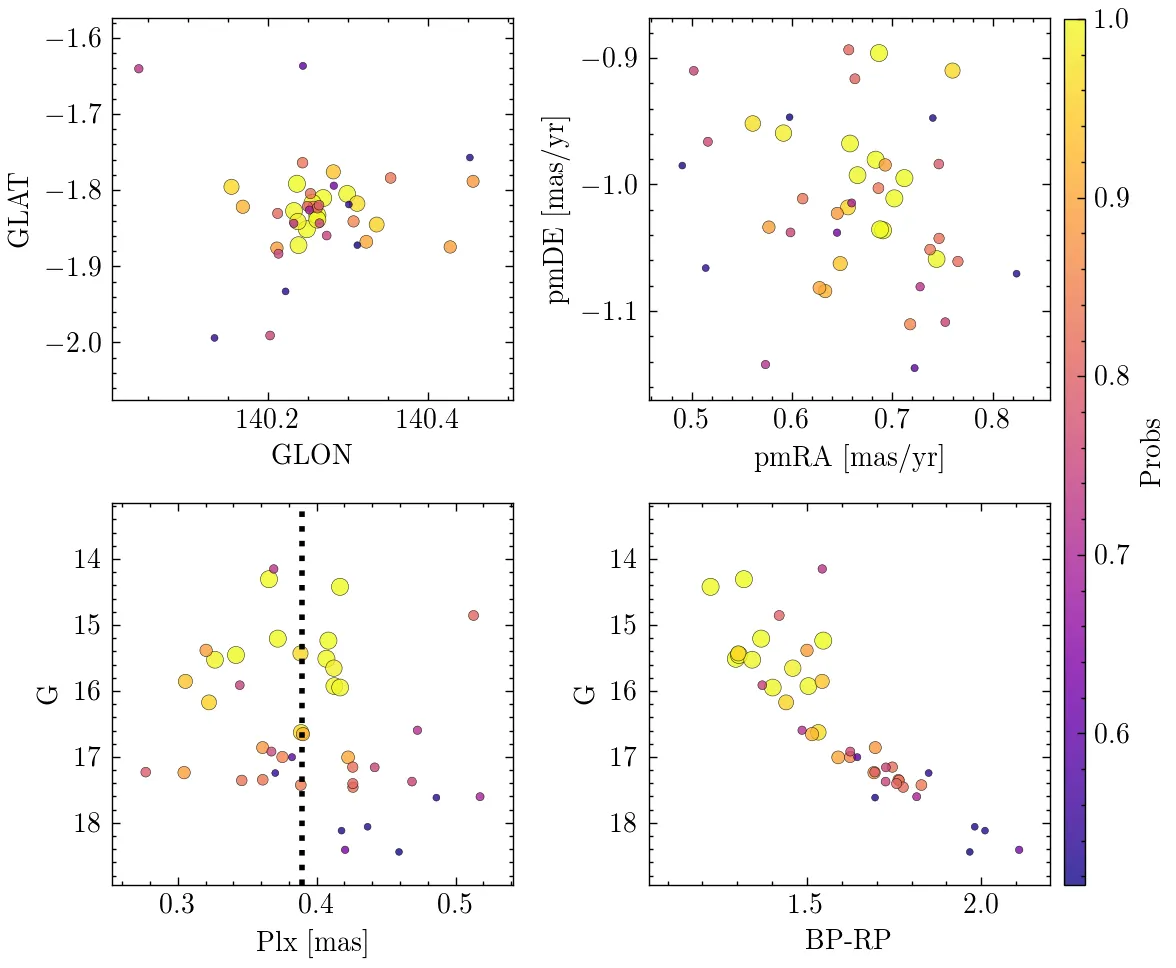 −1.6
−1.7
−1.8
−1.9
−2.0
GLAT
140.2 140.4
GLON
−0.9
−1.0
−1.1
pmDE [mas/yr]
0.5 0.6 0.7 0.8
pmRA [mas/yr]
14
15
16
17
18
G
0.3 0.4 0.5
Plx [mas]
14
15
16
17
18
G
1.5 2.0
BP-RP
1.0
0.9
0.8
0.7
0.6
Probs